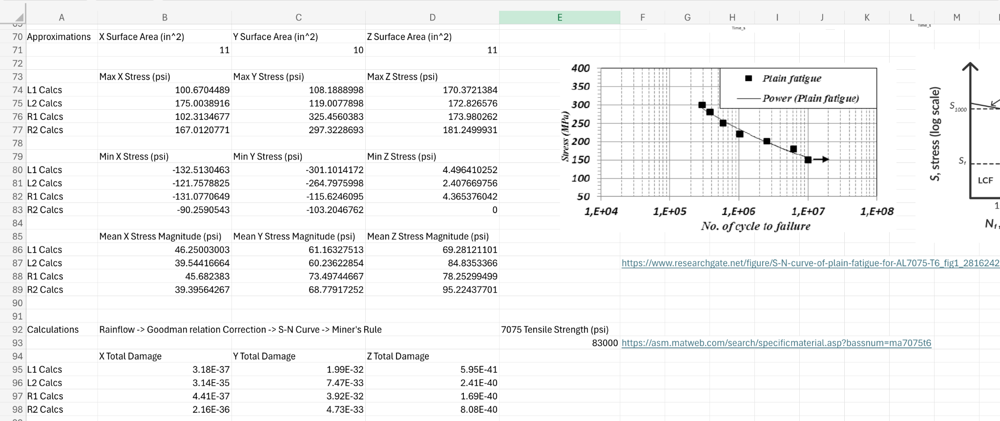 A B C D E F G H I J K L M
Time_s Time_s
70 Approximations X Surface Area (in^2) Y Surface Area (in^2) Z Surface Area (in^2)
71 11 10 11
72
73 Max X Stress (psi) Max Y Stress (psi) Max Z Stress (psi)
74 L1 Calcs 100.6704489 108.1888998 170.3721384
75 L2 Calcs 175.0038916 119.0077898 172.826576
76 R1 Calcs 102.3134677 325.4560383 173.980262
77 R2 Calcs 167.0120771 297.3228693 181.2499931
78
79 Min X Stress (psi) Min Y Stress (psi) Min Z Stress (psi)
80 L1 Calcs -132.5130463 -301.1014172 4.496410252
81 L2 Calcs -121.7578825 -264.7975998 2.407669756
82 R1 Calcs -131.0770649 -115.6246095 4.365376042
83 R2 Calcs -90.2590543 -103.2046762 0
84
85 Mean X Stress Magnitude (psi) Mean Y Stress Magnitude (psi) Mean Z Stress Magnitude (psi)
86 L1 Calcs 46.25003003 61.16327513 69.28121101
87 L2 Calcs 39.54416664 60.23622854 84.8353366 https://www.researchgate.net/figure/S-N-curve-of-plain-fatigue-for-AL7075-T6_fig1_2816242
88 R1 Calcs 45.682383 73.49744667 78.25299499
89 R2 Calcs 39.39564267 68.77917252 95.22437701
90
91
92 Calculations Rainflow -> Goodman relation Correction -> S-N Curve -> Miner's Rule 7075 Tensile Strength (psi)
93 83000 https://asm.matweb.com/search/specificmaterial.asp?bassnum=ma7075t6
94 X Total Damage Y Total Damage Z Total Damage
95 L1 Calcs 3.18E-37 1.99E-32 5.95E-41
96 L2 Calcs 3.14E-35 7.47E-33 2.41E-40
97 R1 Calcs 4.41E-37 3.92E-32 1.69E-40
98 R2 Calcs 2.16E-36 4.73E-33 8.08E-40
400
350
300
250
200
150
100
50
Stress (MPa)
Plain fatigue
Power (Plain fatigue)
1,E+04 1,E+05 1,E+06 1,E+07 1,E+08
No. of cycle to failure
S, stress (log scale)
S1000
Sf
LCF
Nf,